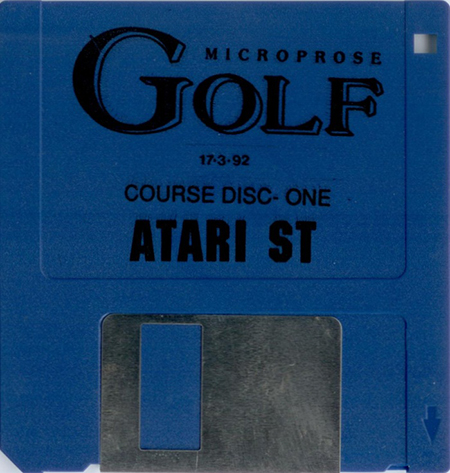 MICROPROSE
GOLF
17·3·92
COURSE DISC- ONE
ATARI ST